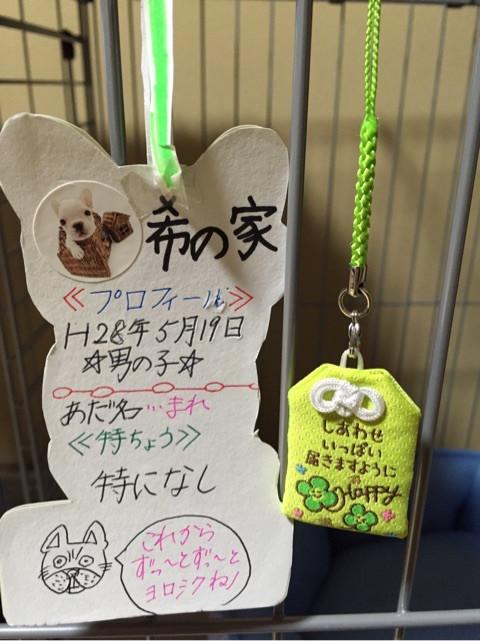 希の家
≪プロフィール≫
H28年5月19日
☆男の子☆
あだ名…まれ
≪特ちょう≫
特になし
これから
ずっ〜とずっ〜と
ヨロシクね!
しあわせ
いっぱい
届きますように
Happy